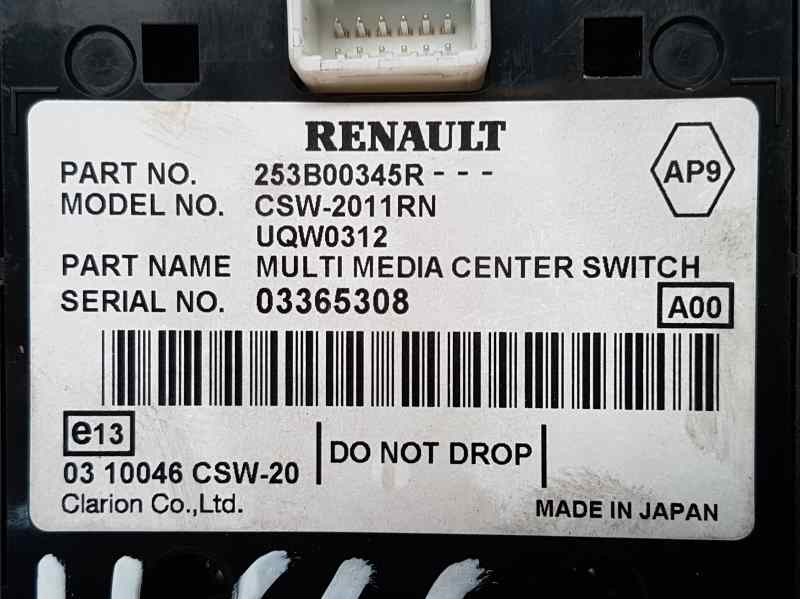 RENAULT
PART NO. 253B00345R - - -
AP9
MODEL NO. CSW-2011RN
UQW0312
PART NAME MULTI MEDIA CENTER SWITCH
SERIAL NO. 03365308
A00
e13
DO NOT DROP
03 10046 CSW-20
Clarion Co.,Ltd.
MADE IN JAPAN